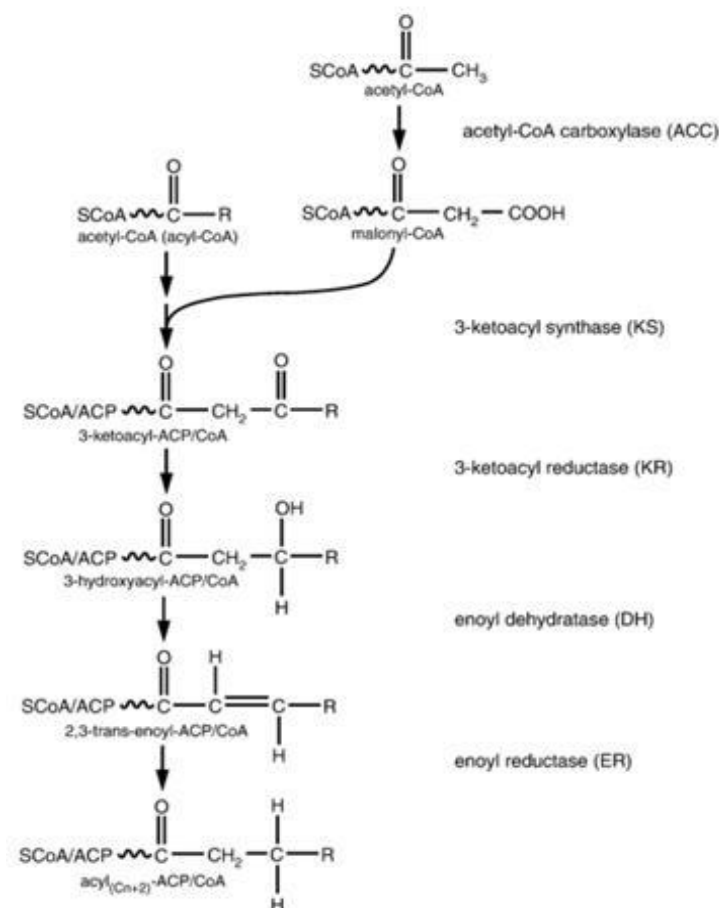 O
SCoA C CH3
acetyl-CoA
acetyl-CoA carboxylase (ACC)
O
SCoA C R
acetyl-CoA (acyl-CoA)
O
SCoA C CH2 COOH
malonyl-CoA
3-ketoacyl synthase (KS)
O O
SCoA/ACP C CH2 C R
3-ketoacyl-ACP/CoA
3-ketoacyl reductase (KR)
O OH
SCoA/ACP C CH2 C R
3-hydroxyacyl-ACP/CoA
H
enoyl dehydratase (DH)
O H
SCoA/ACP C C C R
2,3-trans-enoyl-ACP/CoA
H
enoyl reductase (ER)
O H
SCoA/ACP C CH2 C R
acyl(Cn+2)-ACP/CoA
H